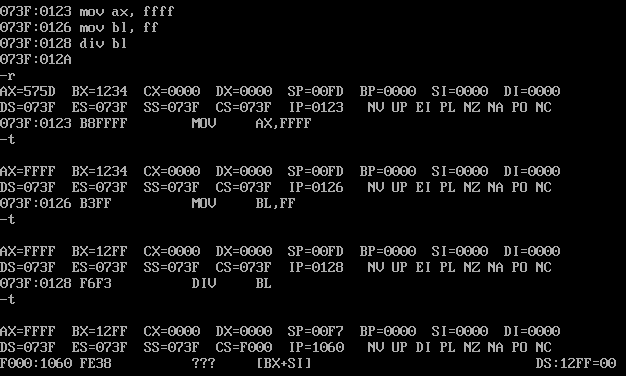 073F:0123 mov ax, ffff
073F:0126 mov bl, ff
073F:0128 div bl
073F:012A
-r
AX=575D  BX=1234  CX=0000  DX=0000  SP=00FD  BP=0000  SI=0000  DI=0000
DS=073F  ES=073F  SS=073F  CS=073F  IP=0123   NV UP EI PL NZ NA PO NC
073F:0123 B8FFFF        MOV     AX,FFFF
-t
AX=FFFF  BX=1234  CX=0000  DX=0000  SP=00FD  BP=0000  SI=0000  DI=0000
DS=073F  ES=073F  SS=073F  CS=073F  IP=0126   NV UP EI PL NZ NA PO NC
073F:0126 B3FF          MOV     BL,FF
-t
AX=FFFF  BX=12FF  CX=0000  DX=0000  SP=00FD  BP=0000  SI=0000  DI=0000
DS=073F  ES=073F  SS=073F  CS=073F  IP=0128   NV UP EI PL NZ NA PO NC
073F:0128 F6F3          DIV     BL
-t
AX=FFFF  BX=12FF  CX=0000  DX=0000  SP=00F7  BP=0000  SI=0000  DI=0000
DS=073F  ES=073F  SS=073F  CS=F000  IP=1060   NV UP DI PL NZ NA PO NC
F000:1060 FE38          ???     [BX+SI]                            DS:12FF=00